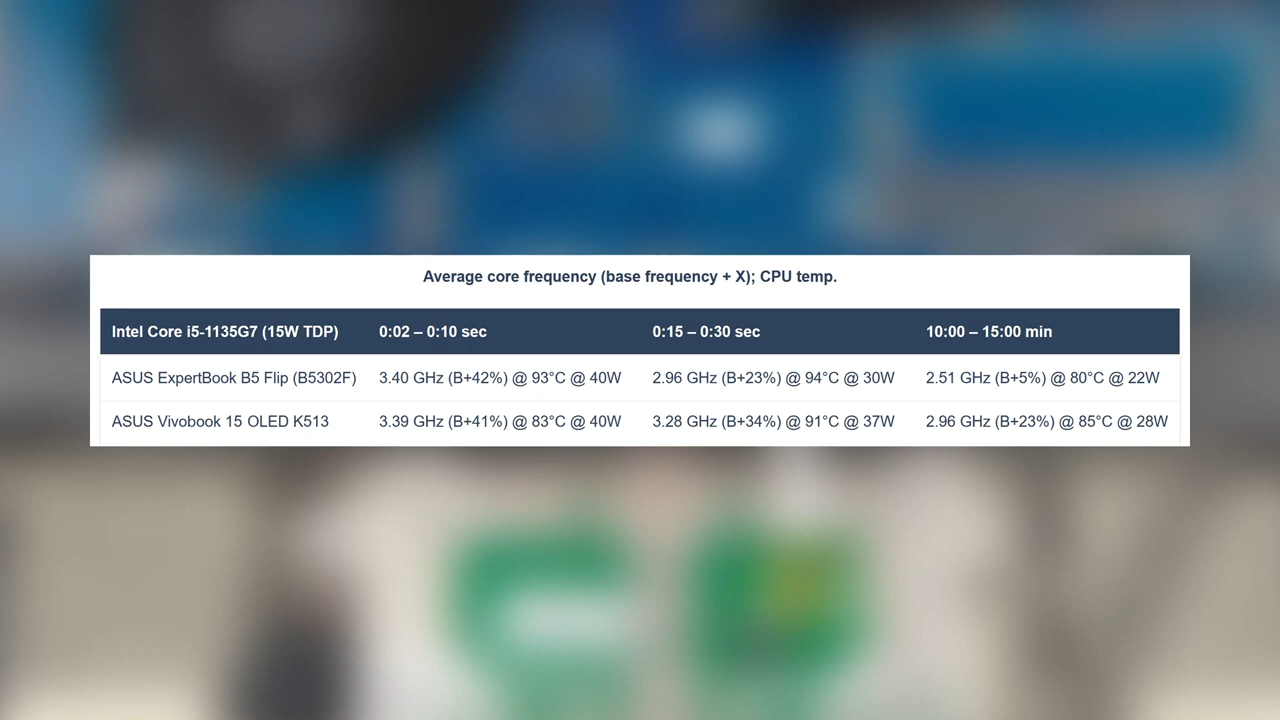 Average core frequency (base frequency + X); CPU temp.
Intel Core i5-1135G7 (15W TDP) 0:02 – 0:10 sec 0:15 – 0:30 sec 10:00 – 15:00 min
ASUS ExpertBook B5 Flip (B5302F) 3.40 GHz (B+42%) @ 93°C @ 40W 2.96 GHz (B+23%) @ 94°C @ 30W 2.51 GHz (B+5%) @ 80°C @ 22W
ASUS Vivobook 15 OLED K513 3.39 GHz (B+41%) @ 83°C @ 40W 3.28 GHz (B+34%) @ 91°C @ 37W 2.96 GHz (B+23%) @ 85°C @ 28W